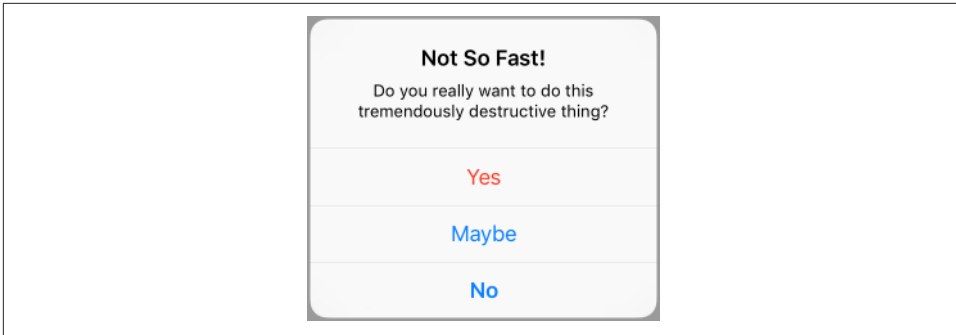 Not So Fast!
Do you really want to do this
tremendously destructive thing?
Yes
Maybe
No